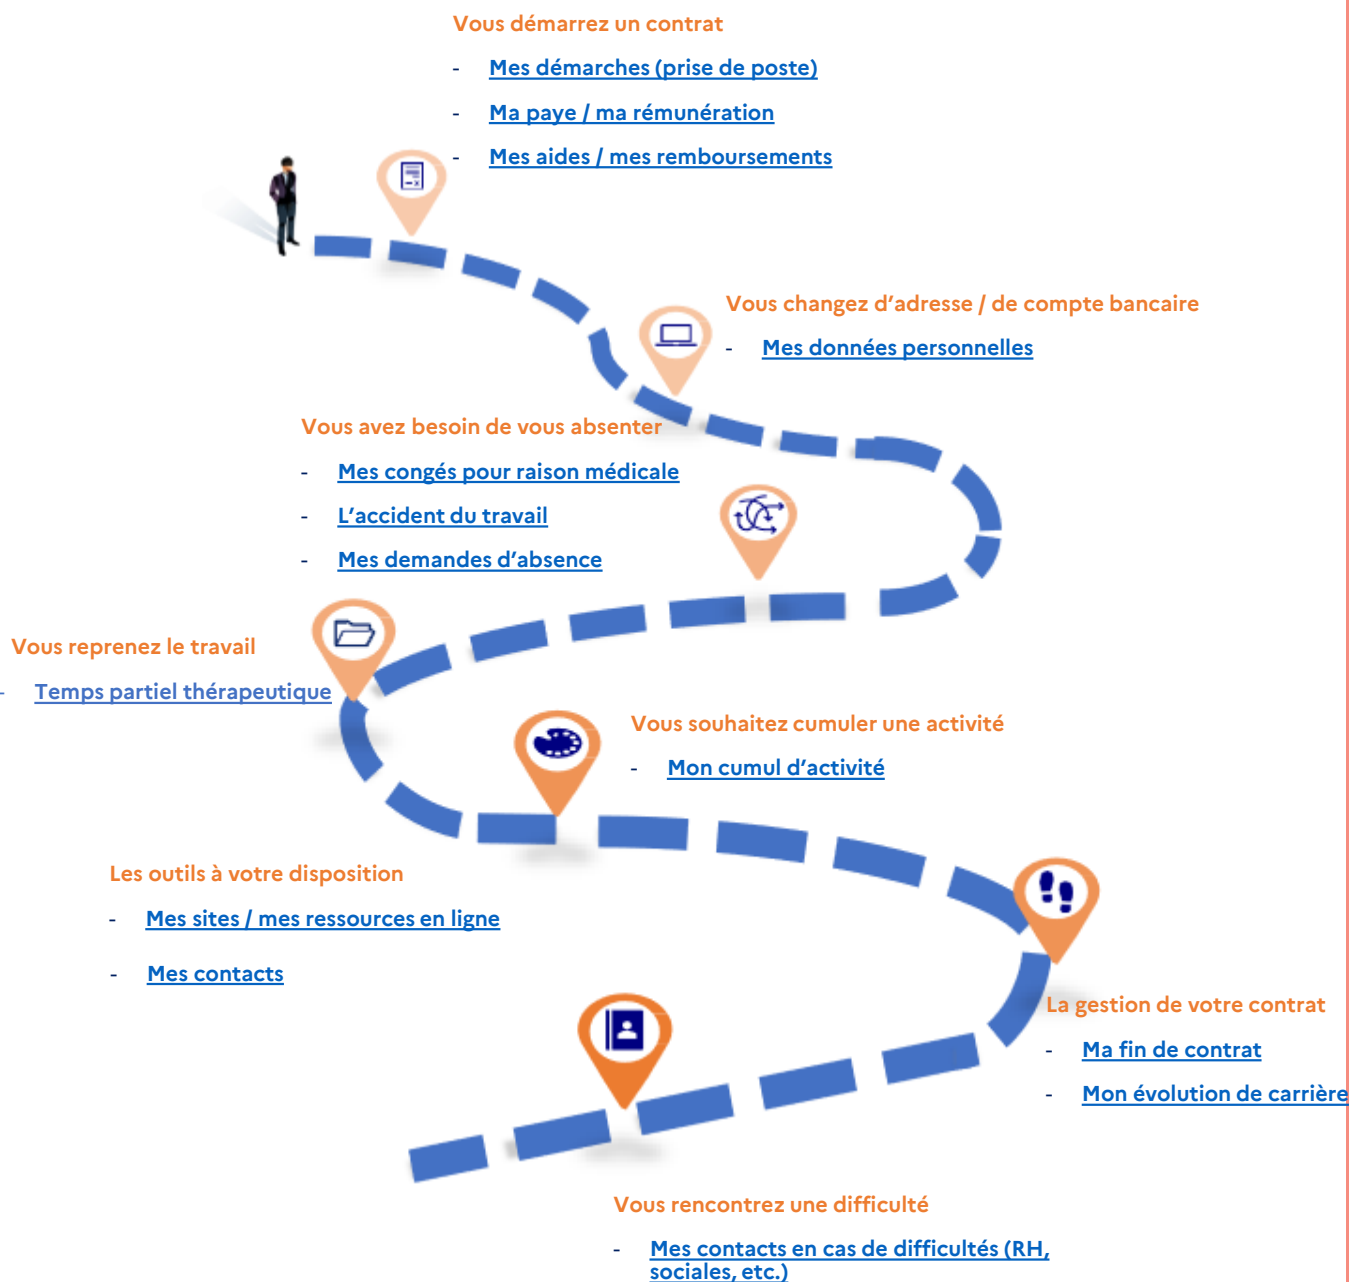 Vous démarrez un contrat
- Mes démarches (prise de poste)
- Ma paye / ma rémunération
- Mes aides / mes remboursements
Vous changez d’adresse / de compte bancaire
- Mes données personnelles
Vous avez besoin de vous absenter
- Mes congés pour raison médicale
- L’accident du travail
- Mes demandes d’absence
Vous reprenez le travail
- Temps partiel thérapeutique
Vous souhaitez cumuler une activité
- Mon cumul d’activité
Les outils à votre disposition
- Mes sites / mes ressources en ligne
- Mes contacts
La gestion de votre contrat
- Ma fin de contrat
- Mon évolution de carrière
Vous rencontrez une difficulté
- Mes contacts en cas de difficultés (RH,
sociales, etc.)